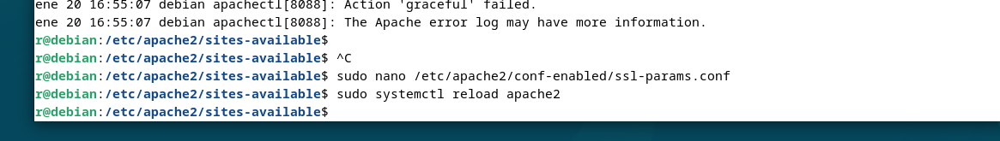 ene 20 16:55:07 debian apachectl[8088]: Action 'graceful' failed.
ene 20 16:55:07 debian apachectl[8088]: The Apache error log may have more information.
r@debian:/etc/apache2/sites-available$
r@debian:/etc/apache2/sites-available$ ^C
r@debian:/etc/apache2/sites-available$ sudo nano /etc/apache2/conf-enabled/ssl-params.conf
r@debian:/etc/apache2/sites-available$ sudo systemctl reload apache2
r@debian:/etc/apache2/sites-available$